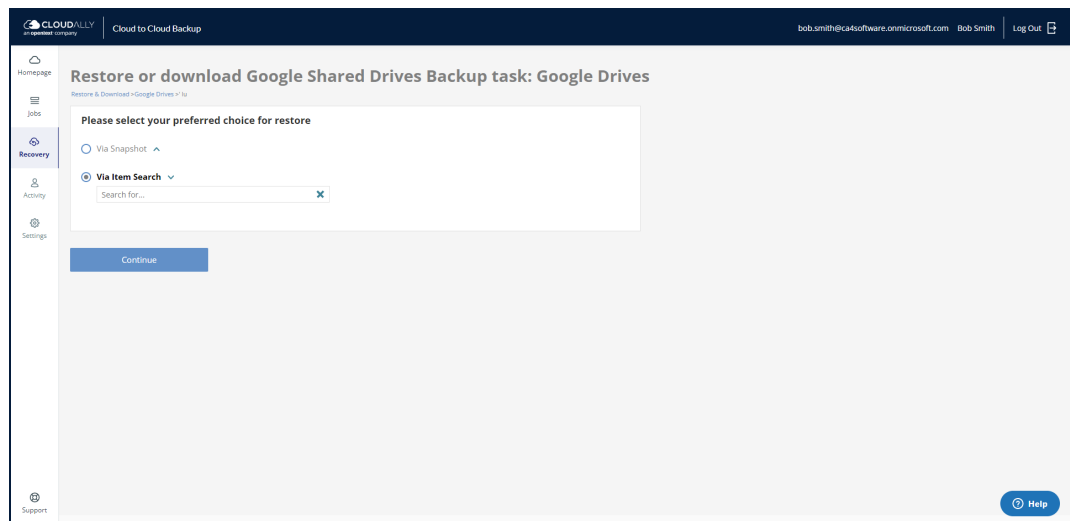 CLOUDALLY
an opentext company
Cloud to Cloud Backup
bob.smith@ca4software.onmicrosoft.com Bob Smith
Log Out
Homepage
Jobs
Recovery
Activity
Settings
Support
Restore or download Google Shared Drives Backup task: Google Drives
Restore & Download >Google Drives >
Please select your preferred choice for restore
Via Snapshot
Via Item Search
Search for...
Continue
Help